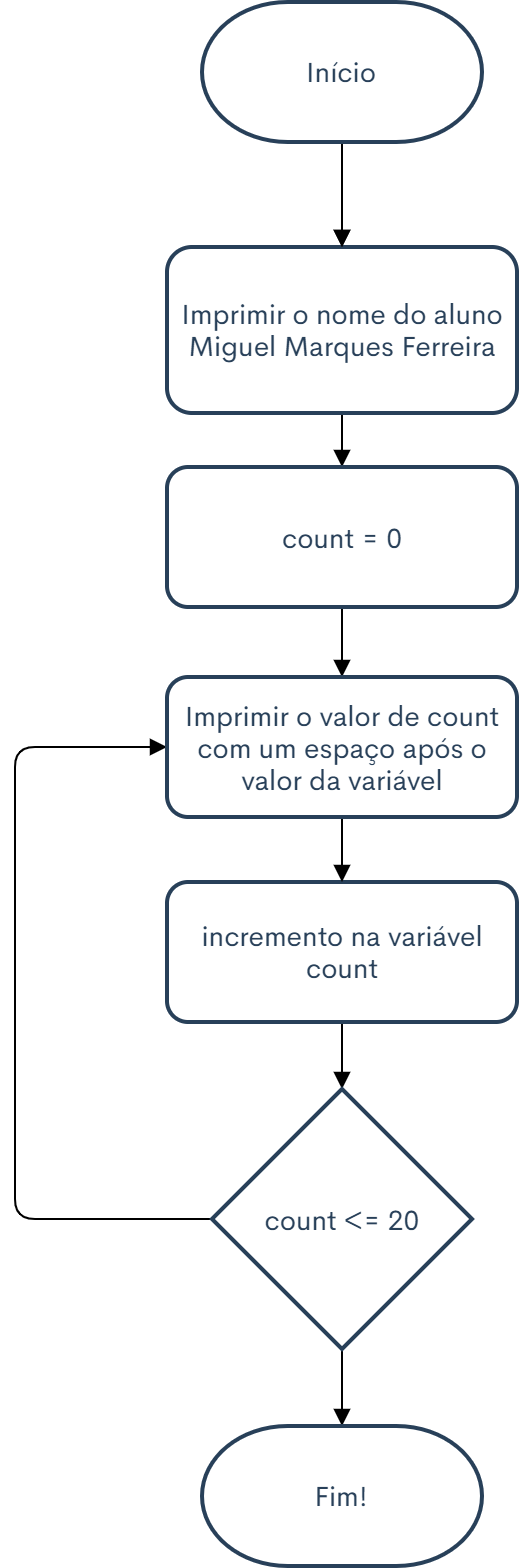 Início
Imprimir o nome do aluno
Miguel Marques Ferreira
count = 0
Imprimir o valor de count
com um espaço após o
valor da variável
incremento na variável
count
count <= 20
Fim!